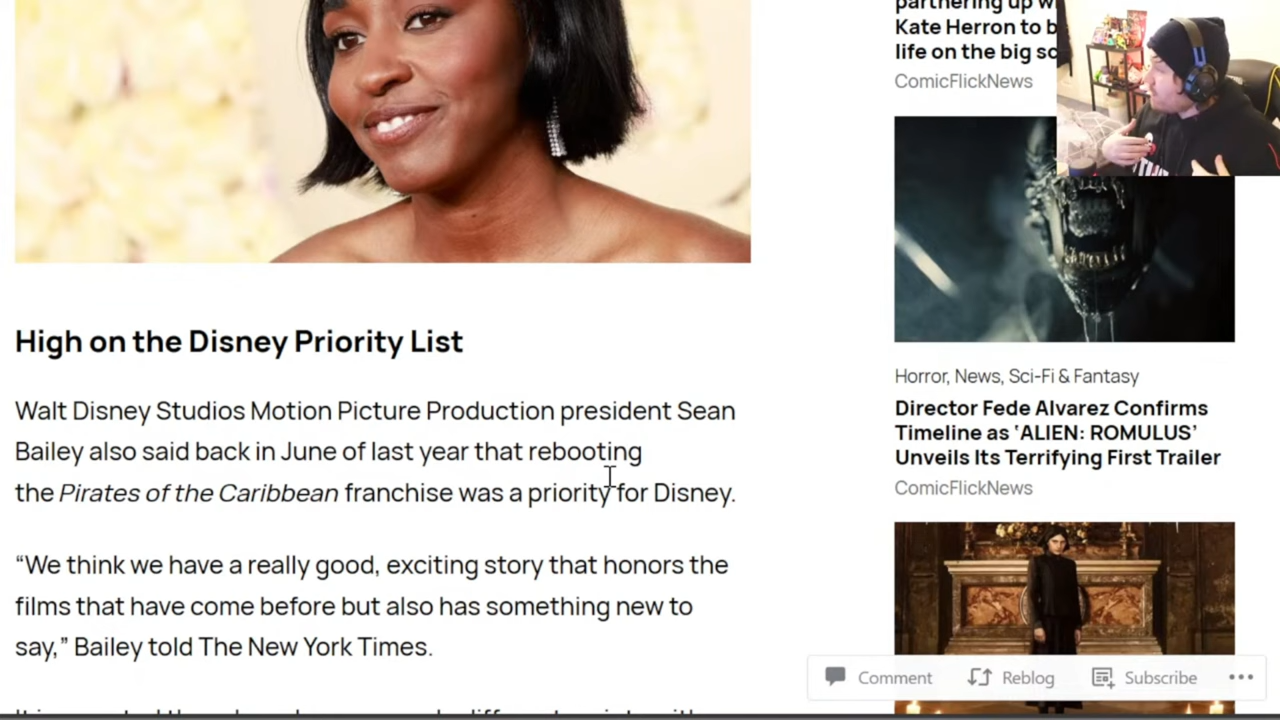 High on the Disney Priority List
Walt Disney Studios Motion Picture Production president Sean
Bailey also said back in June of last year that rebooting
the Pirates of the Caribbean franchise was a priority for Disney.
“We think we have a really good, exciting story that honors the
films that have come before but also has something new to
say,” Bailey told The New York Times.
partnering up
Kate Herron to
life on the big
ComicFlickNews
Horror, News, Sci-Fi & Fantasy
Director Fede Alvarez Confirms
Timeline as ‘ALIEN: ROMULUS’
Unveils Its Terrifying First Trailer
ComicFlickNews
Comment Reblog Subscribe